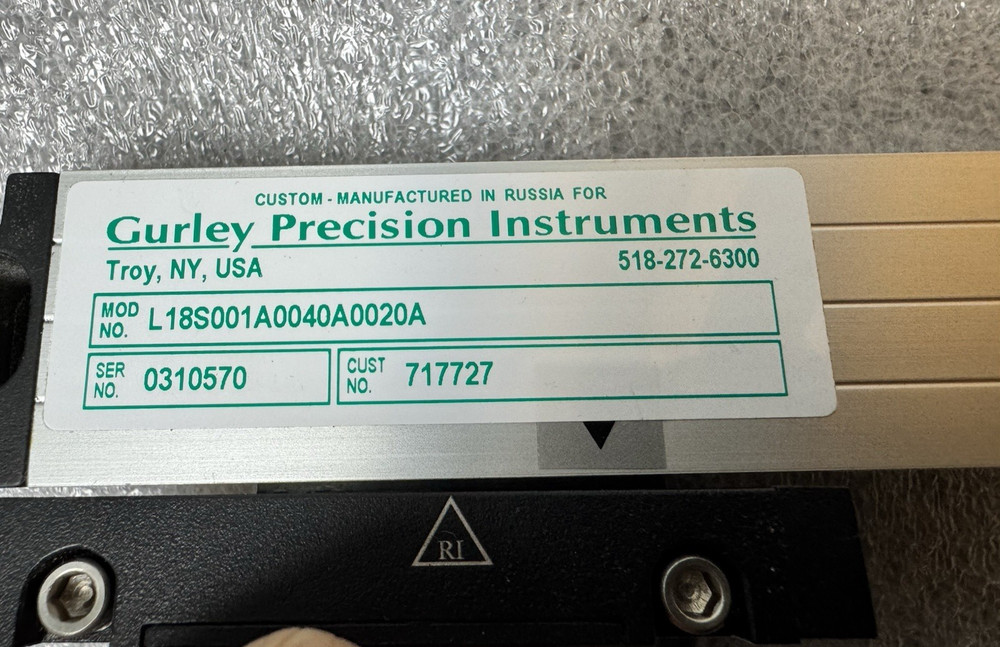 CUSTOM - MANUFACTURED IN RUSSIA FOR
Gurley Precision Instruments
Troy, NY, USA 518-272-6300
MOD NO. L18S001A0040A0020A
SER NO. 0310570 CUST NO. 717727
RI